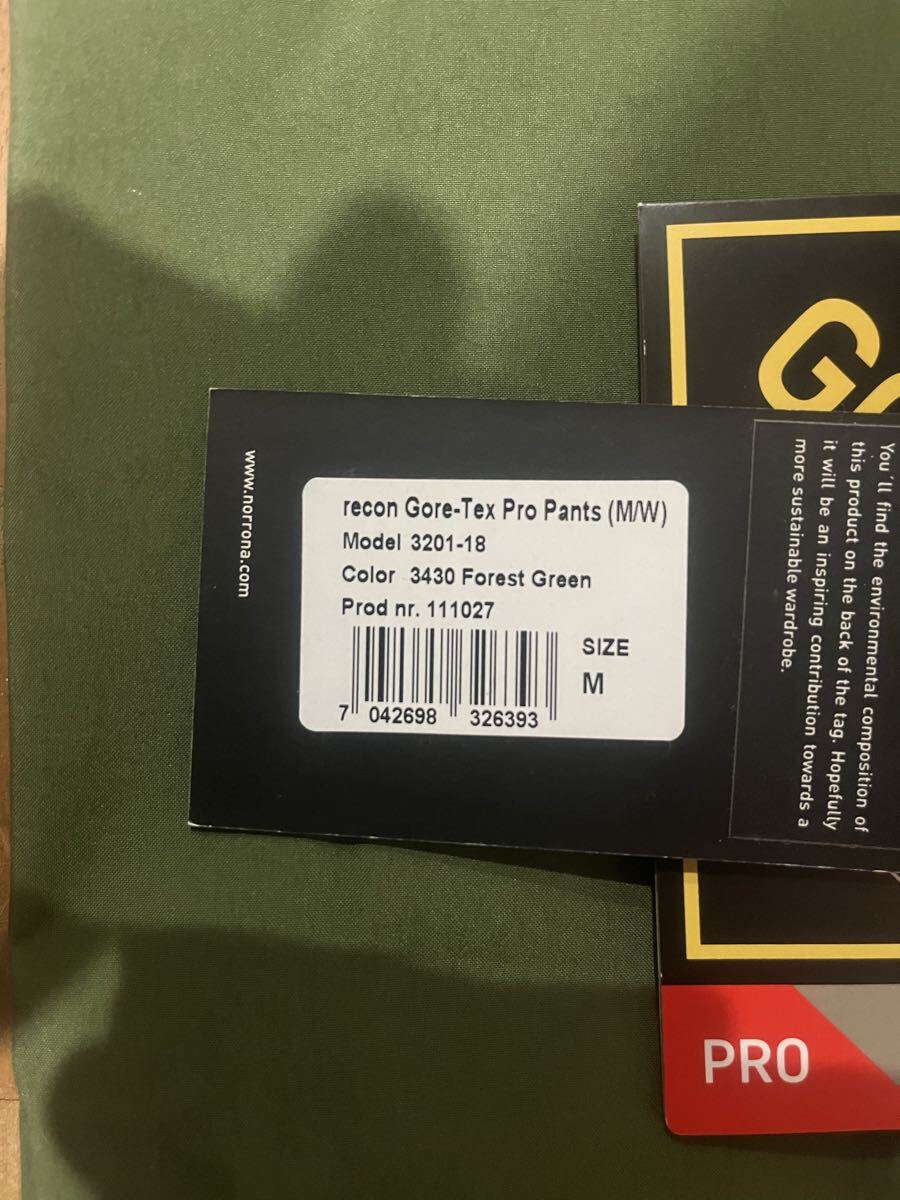 recon Gore-Tex Pro Pants (M/W)
Model 3201-18
Color 3430 Forest Green
Prod nr. 111027
SIZE
M
7 042698 326393
www.norrona.com
You´ll find the environmental composition of
this product on the back of the tag. Hopefully
it will be an inspiring contribution towards a
more sustainable wardrobe.
GO
PRO